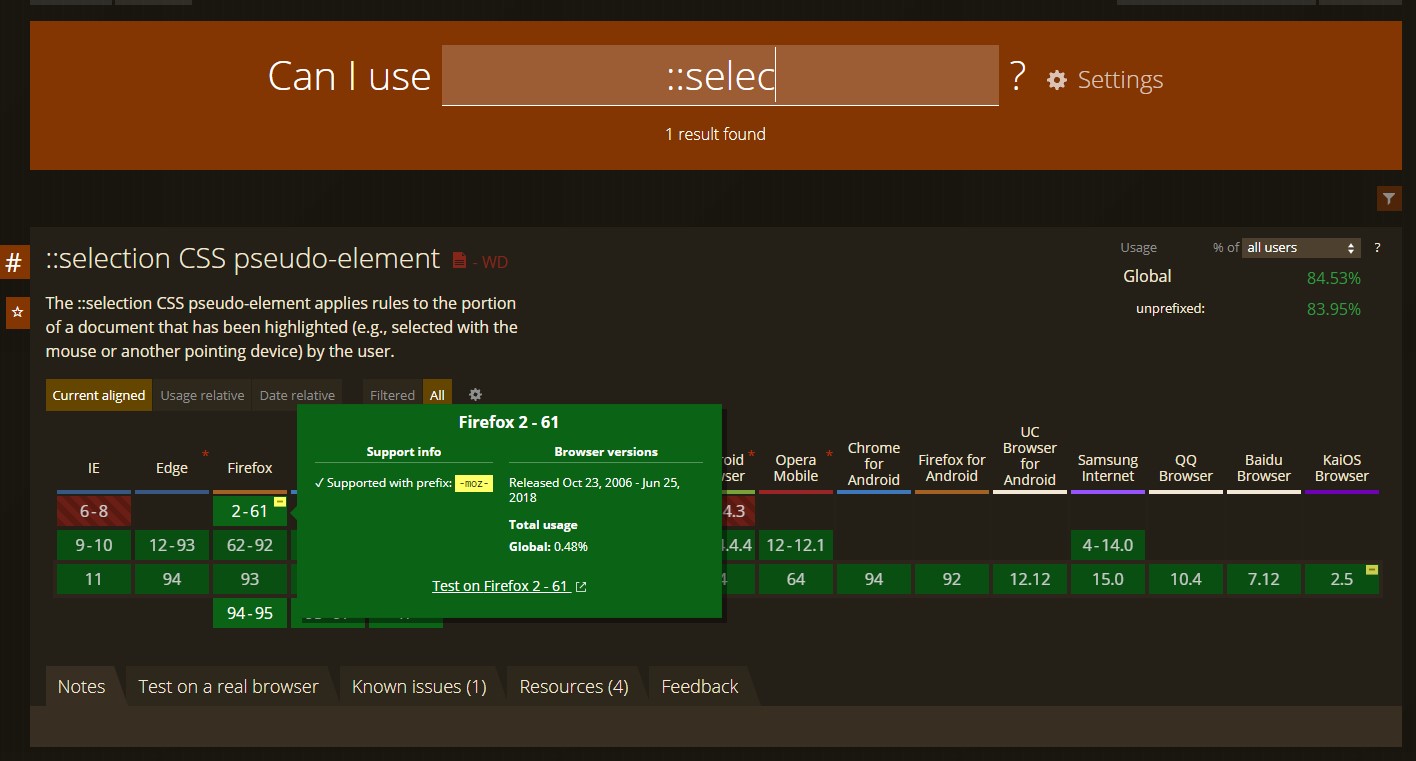 Can I use ::selec ? Settings
1 result found
#
::selection CSS pseudo-element - WD
Usage % of all users ?
Global 84.53%
unprefixed: 83.95%
The ::selection CSS pseudo-element applies rules to the portion
of a document that has been highlighted (e.g., selected with the
mouse or another pointing device) by the user.
Current aligned Usage relative Date relative Filtered All
Firefox 2 - 61
Support info Browser versions
✓ Supported with prefix: -moz-
Released Oct 23, 2006 - Jun 25,
2018
Total usage
Global: 0.48%
Test on Firefox 2 - 61
IE Edge * Firefox * Opera Mobile * Chrome for Android Firefox for Android UC Browser for Android Samsung Internet QQ Browser Baidu Browser KaiOS Browser
6-8 2-61 4.3
9-10 12-93 62-92 4.4.4 12-12.1 4-14.0
11 94 93 64 94 92 12.12 15.0 10.4 7.12 2.5
94-95
Notes Test on a real browser Known issues (1) Resources (4) Feedback